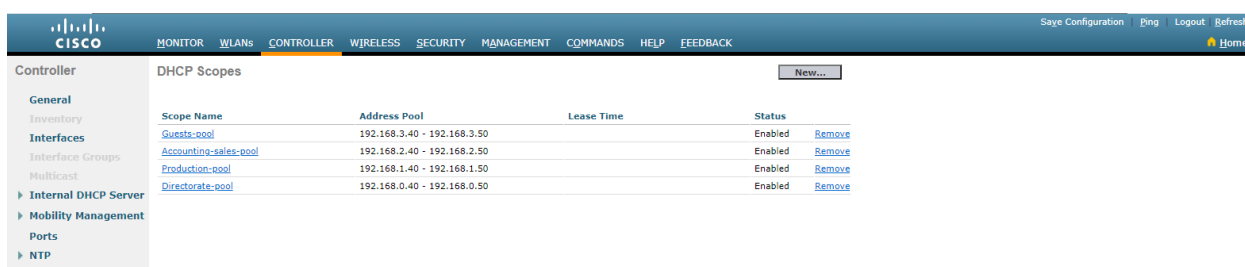 Save Configuration | Ping | Logout | Refresh
CISCO
MONITOR WLANs CONTROLLER WIRELESS SECURITY MANAGEMENT COMMANDS HELP FEEDBACK
Home
Controller
General
Inventory
Interfaces
Interface Groups
Multicast
Internal DHCP Server
Mobility Management
Ports
NTP
DHCP Scopes
New...
Scope Name Address Pool Lease Time Status
Guests-pool 192.168.3.40 - 192.168.3.50 Enabled Remove
Accounting-sales-pool 192.168.2.40 - 192.168.2.50 Enabled Remove
Production-pool 192.168.1.40 - 192.168.1.50 Enabled Remove
Directorate-pool 192.168.0.40 - 192.168.0.50 Enabled Remove